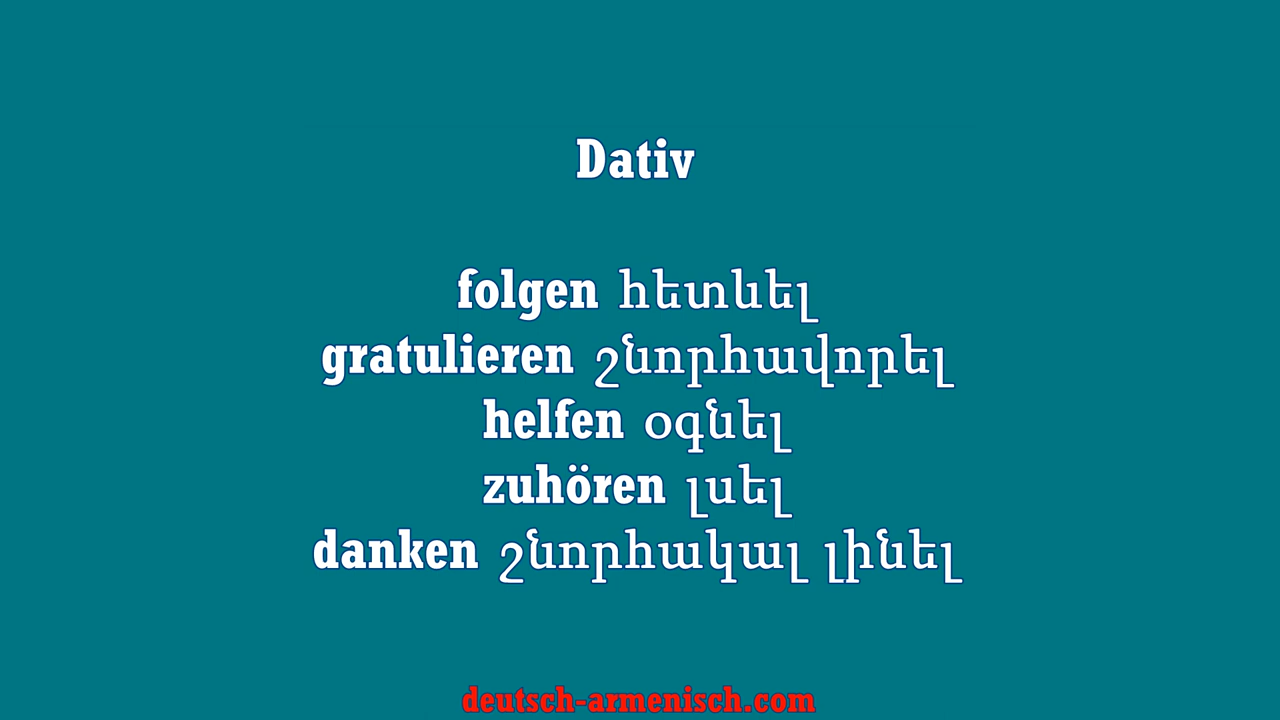 Dativ
folgen հետևել
gratulieren շնորհավորել
helfen օգնել
zuhören լսել
danken շնորհակալ լինել
deutsch-armenisch.com